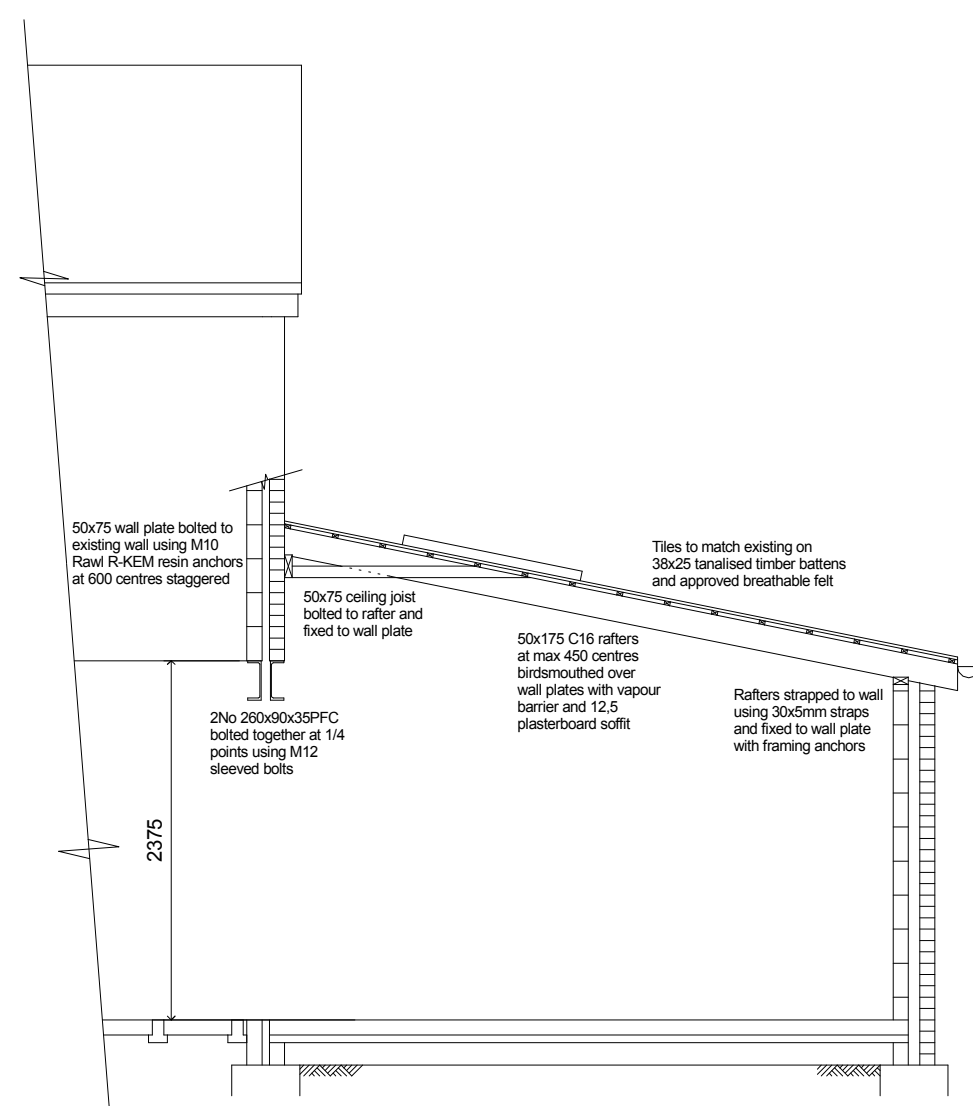 50x75 wall plate bolted to
existing wall using M10
Rawl R-KEM resin anchors
at 600 centres staggered
50x75 ceiling joist
bolted to rafter and
fixed to wall plate
Tiles to match existing on
38x25 tanalised timber battens
and approved breathable felt
50x175 C16 rafters
at max 450 centres
birdsmouthed over
wall plates with vapour
barrier and 12,5
plasterboard soffit
Rafters strapped to wall
using 30x5mm straps
and fixed to wall plate
with framing anchors
2No 260x90x35PFC
bolted together at 1/4
points using M12
sleeved bolts
2375